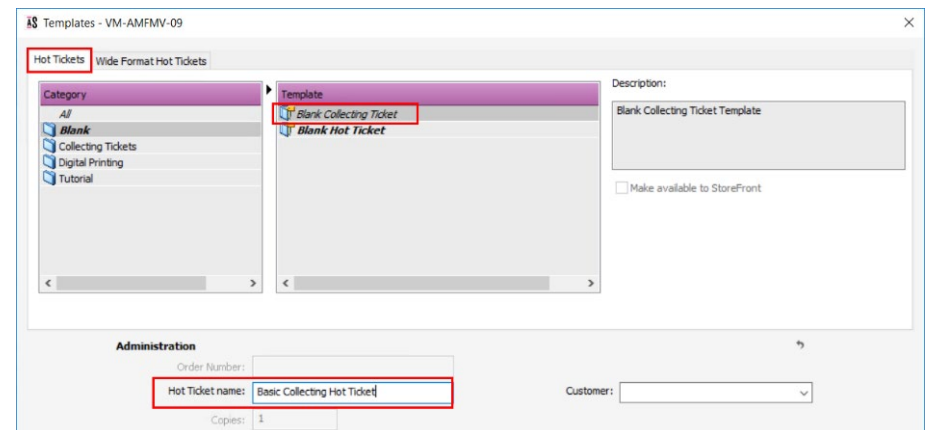 AS Templates - VM-AMFMV-09
Hot Tickets Wide Format Hot Tickets
Category
All
Blank
Collecting Tickets
Digital Printing
Tutorial
Template
Blank Collecting Ticket
Blank Hot Ticket
Description:
Blank Collecting Ticket Template
Make available to StoreFront
Administration
Order Number:
Hot Ticket name: Basic Collecting Hot Ticket
Customer:
Copies: 1